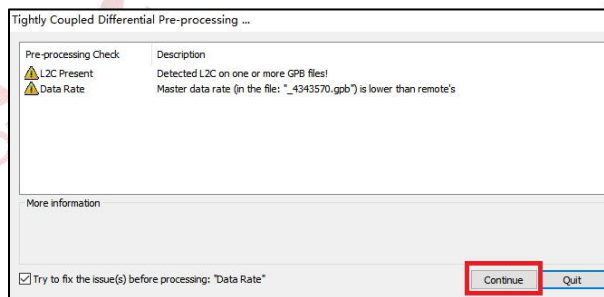 Tightly Coupled Differential Pre-processing ...
Pre-processing Check Description
L2C Present Detected L2C on one or more GPB files!
Data Rate Master data rate (in the file: "_4343570.gpb") is lower than remote's
More information
Try to fix the issue(s) before processing: "Data Rate"
Continue Quit